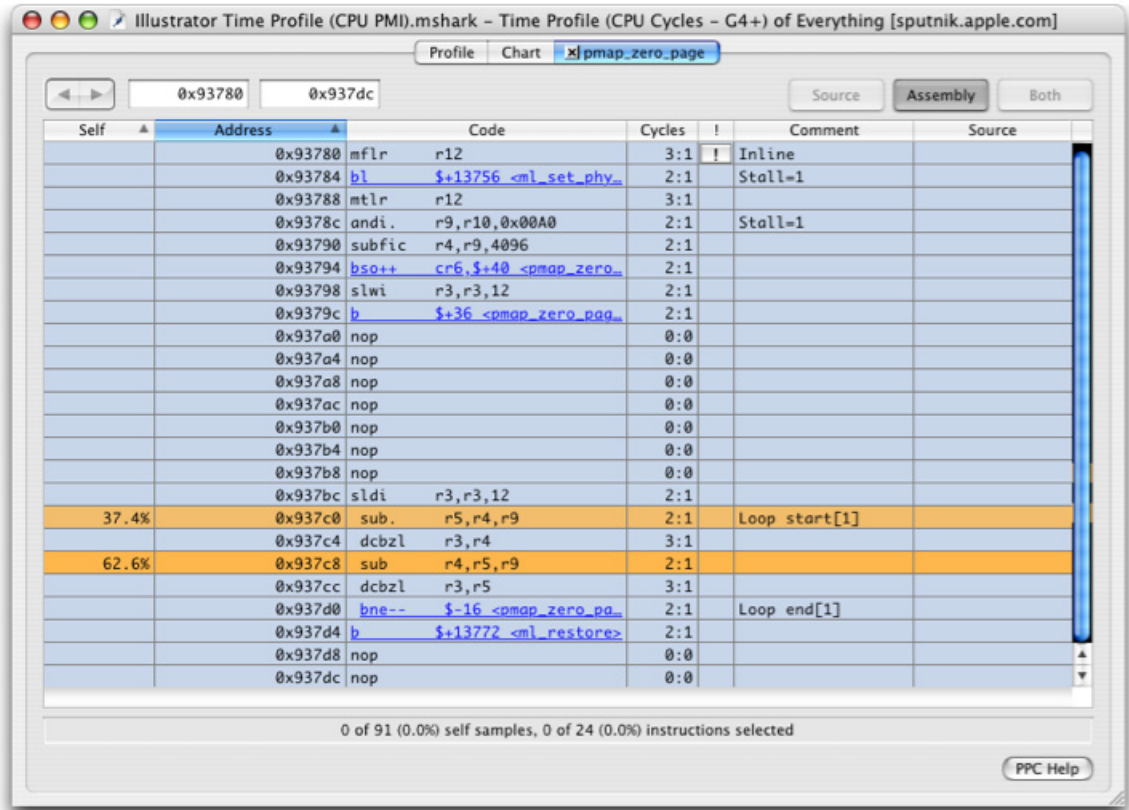 Illustrator Time Profile (CPU PMI).mshark – Time Profile (CPU Cycles – G4+) of Everything [sputnik.apple.com]
Profile Chart pmap_zero_page
0x93780 0x937dc Source Assembly Both
Self Address Code Cycles ! Comment Source
0x93780 mflr r12 3:1 ! Inline
0x93784 bl $+13756 <ml_set_phy… 2:1 Stall=1
0x93788 mtlr r12 3:1
0x9378c andi. r9,r10,0x00A0 2:1 Stall=1
0x93790 subfic r4,r9,4096 2:1
0x93794 bso++ cr6,$+40 <pmap_zero… 2:1
0x93798 slwi r3,r3,12 2:1
0x9379c b $+36 <pmap_zero_pag… 2:1
0x937a0 nop 0:0
0x937a4 nop 0:0
0x937a8 nop 0:0
0x937ac nop 0:0
0x937b0 nop 0:0
0x937b4 nop 0:0
0x937b8 nop 0:0
0x937bc sldi r3,r3,12 2:1
37.4% 0x937c0 sub. r5,r4,r9 2:1 Loop start[1]
0x937c4 dcbzl r3,r4 3:1
62.6% 0x937c8 sub r4,r5,r9 2:1
0x937cc dcbzl r3,r5 3:1
0x937d0 bne-- $-16 <pmap_zero_pa… 2:1 Loop end[1]
0x937d4 b $+13772 <ml_restore> 2:1
0x937d8 nop 0:0
0x937dc nop 0:0
0 of 91 (0.0%) self samples, 0 of 24 (0.0%) instructions selected
PPC Help